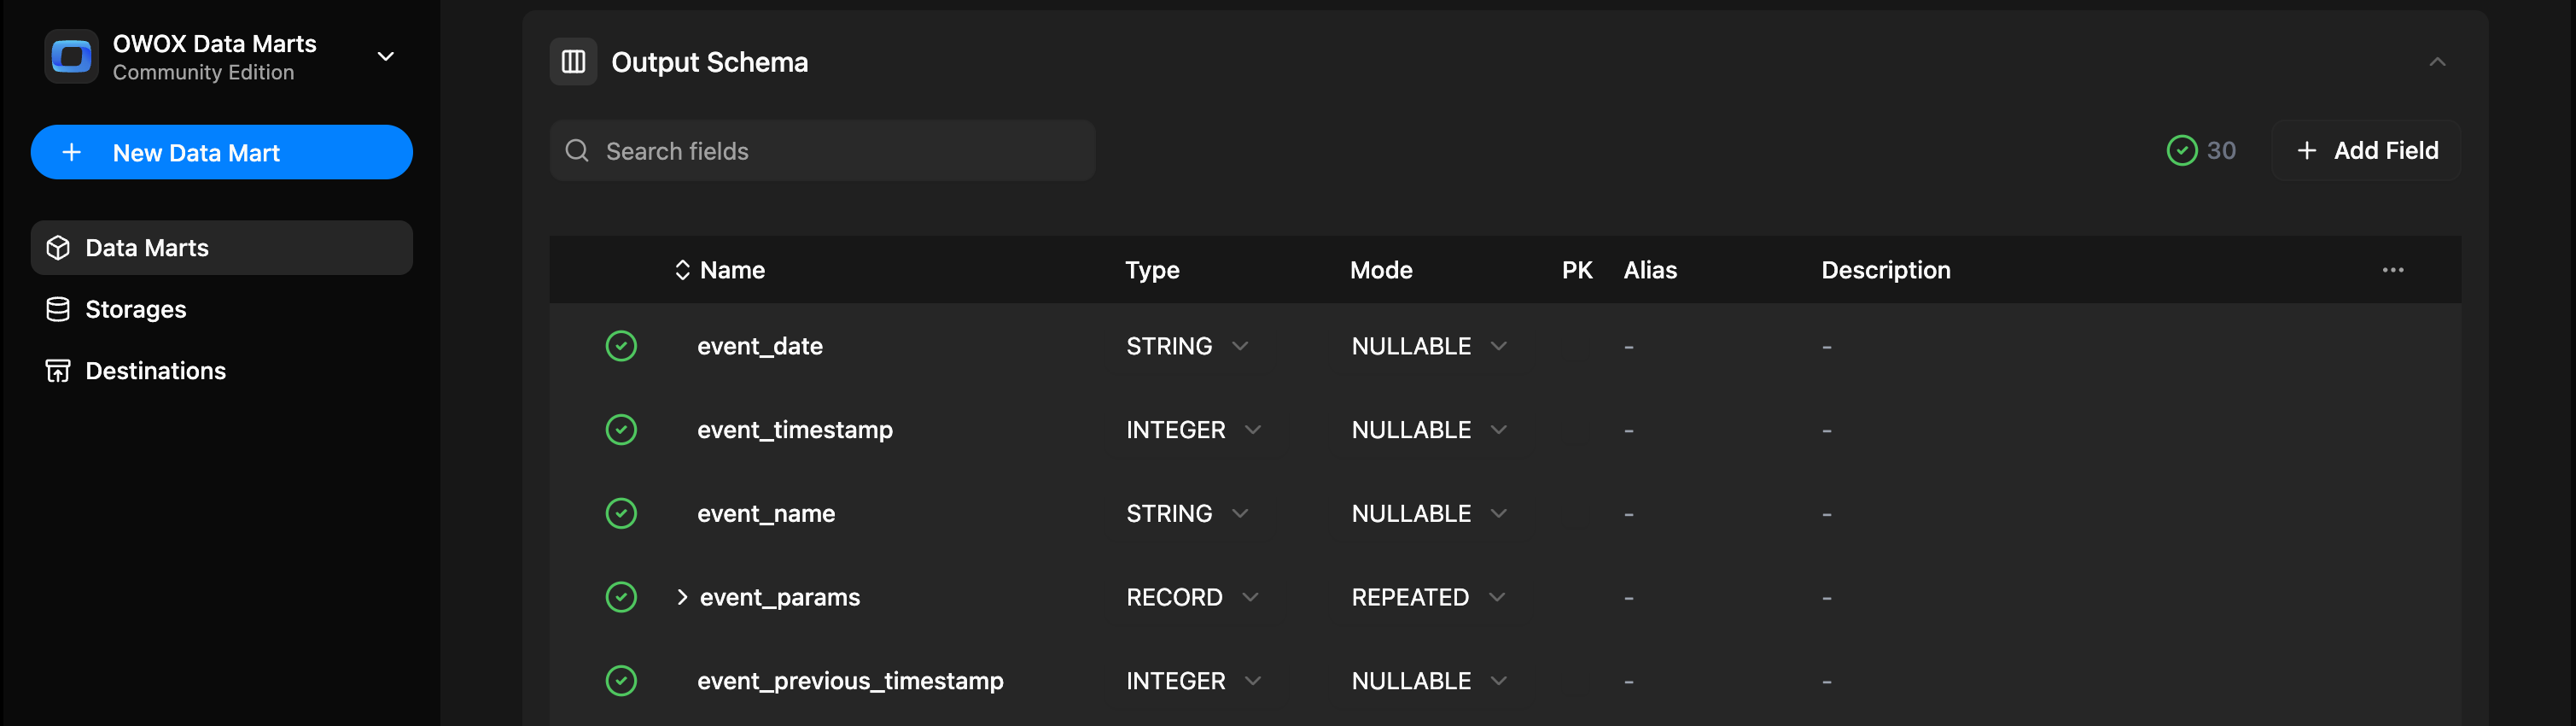 OWOX Data Marts
Community Edition
New Data Mart
Data Marts
Storages
Destinations
Output Schema
Search fields
30
Add Field
Name Type Mode PK Alias Description
event_date STRING NULLABLE - -
event_timestamp INTEGER NULLABLE - -
event_name STRING NULLABLE - -
event_params RECORD REPEATED - -
event_previous_timestamp INTEGER NULLABLE - -